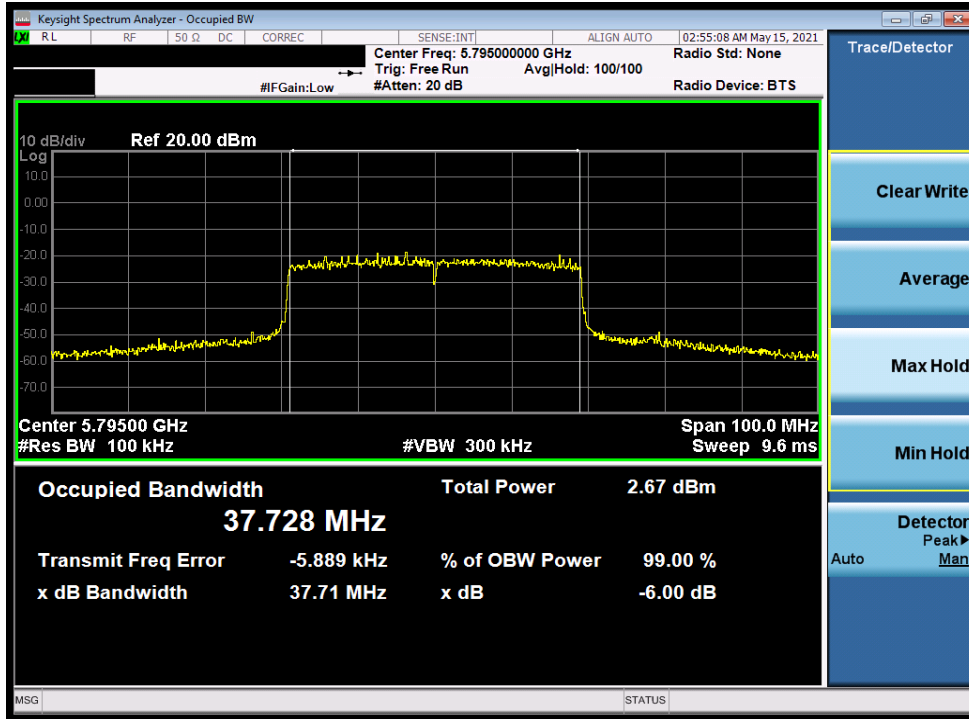 Keysight Spectrum Analyzer - Occupied BW
LXI RL RF 50 Ω DC CORREC SENSE:INT ALIGN AUTO 02:55:08 AM May 15, 2021
Center Freq: 5.795000000 GHz Radio Std: None
Trig: Free Run Avg|Hold: 100/100
#IFGain:Low #Atten: 20 dB Radio Device: BTS
Trace/Detector
10 dB/div Ref 20.00 dBm
Log
10.0
0.00
-10.0
-20.0
-30.0
-40.0
-50.0
-60.0
-70.0
Center 5.79500 GHz Span 100.0 MHz
#Res BW 100 kHz #VBW 300 kHz Sweep 9.6 ms
Occupied Bandwidth Total Power 2.67 dBm
37.728 MHz
Transmit Freq Error -5.889 kHz % of OBW Power 99.00 %
x dB Bandwidth 37.71 MHz x dB -6.00 dB
Clear Write
Average
Max Hold
Min Hold
Detector
Peak▶
Auto Man
MSG STATUS